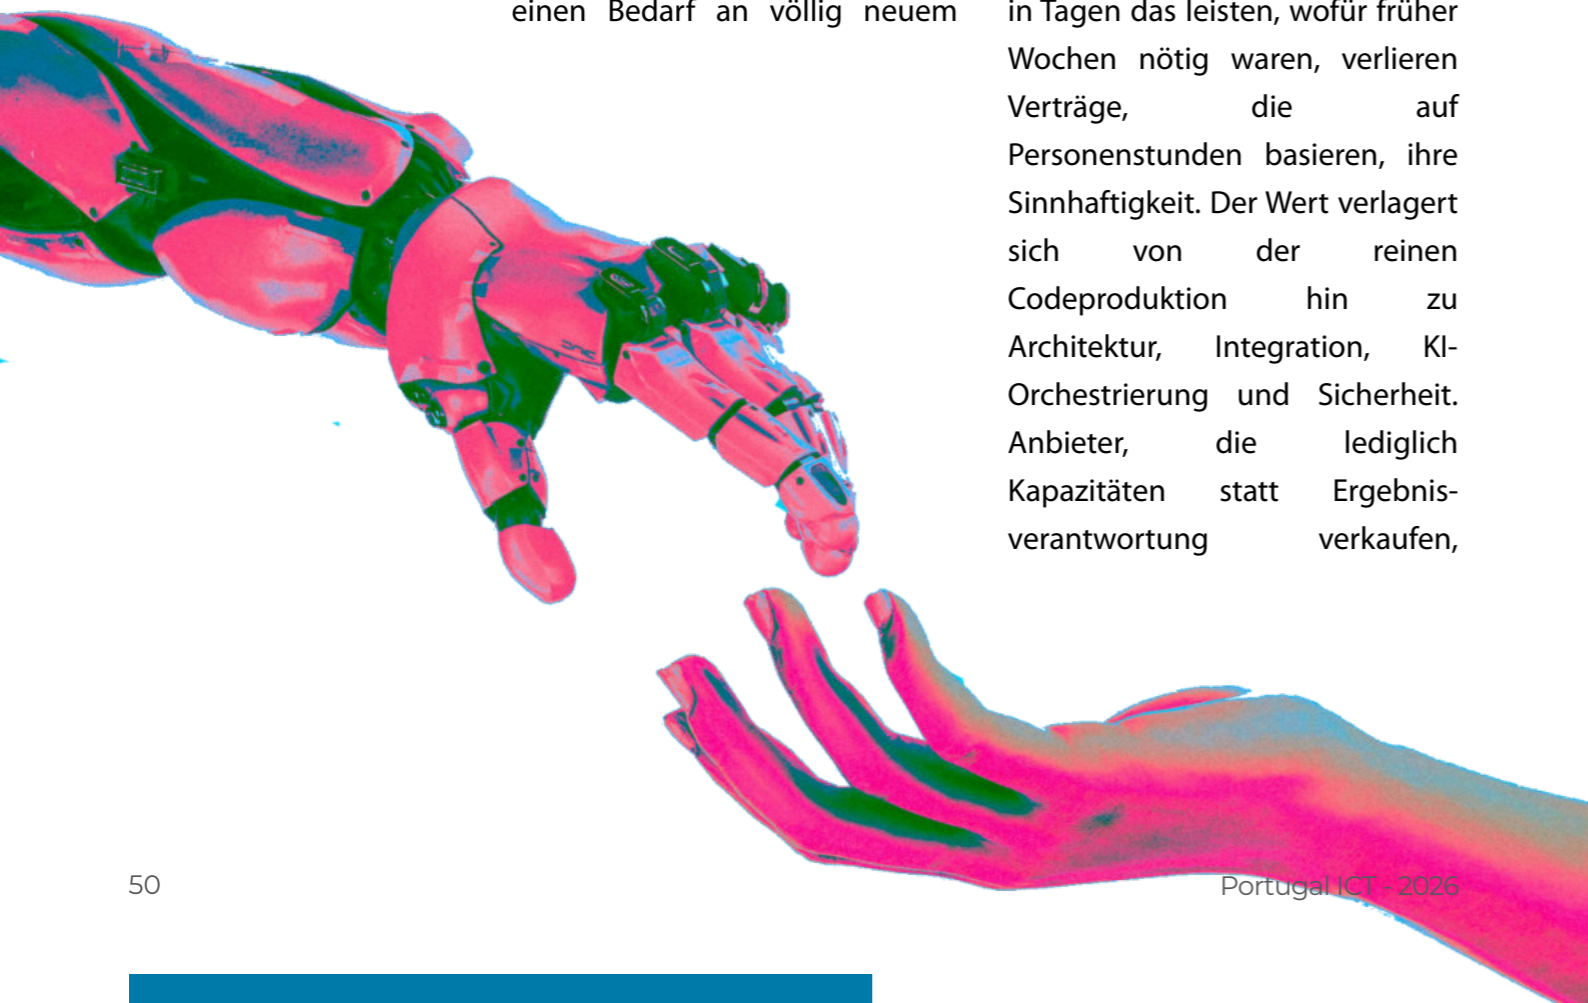 einen Bedarf an völlig neuem
in Tagen das leisten, wofür früher
Wochen nötig waren, verlieren
Verträge, die auf
Personenstunden basieren, ihre
Sinnhaftigkeit. Der Wert verlagert
sich von der reinen
Codeproduktion hin zu
Architektur, Integration, KI-
Orchestrierung und Sicherheit.
Anbieter, die lediglich
Kapazitäten statt Ergebnis-
verantwortung verkaufen,
50
Portugal ICT - 2026